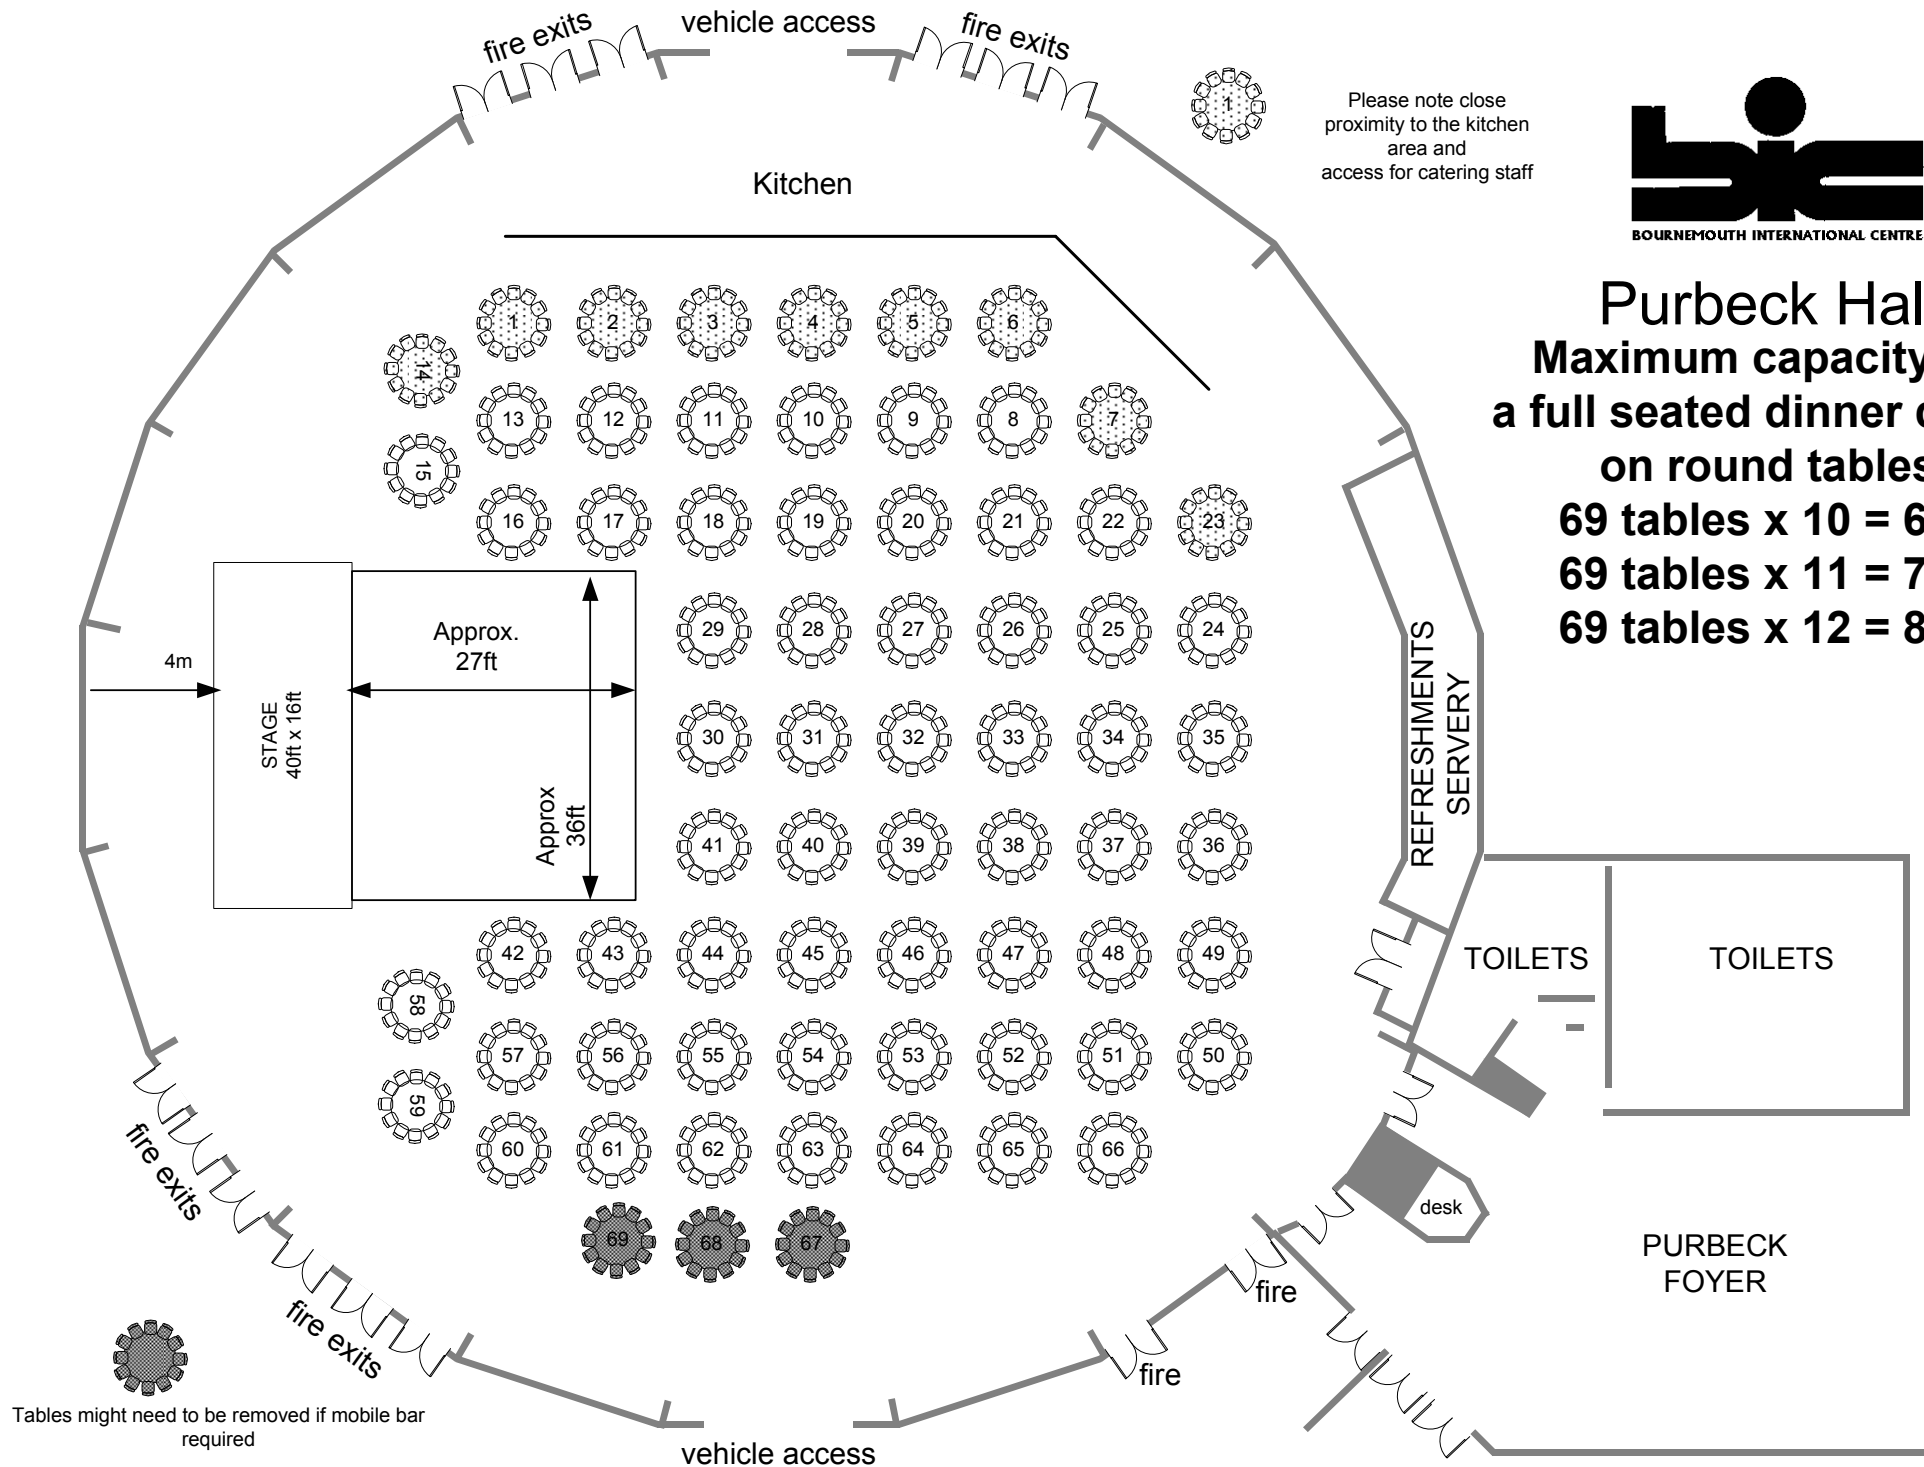 fire exits
vehicle access
fire exits
1
Please note close
proximity to the kitchen
area and
access for catering staff
BOURNEMOUTH INTERNATIONAL CENTRE
Kitchen
Purbeck Hal
Maximum capacity
a full seated dinner
on round tables
69 tables x 10 = 6
69 tables x 11 = 7
69 tables x 12 = 8
1 2 3 4 5 6
14
13 12 11 10 9 8 7
15
16 17 18 19 20 21 22 23
29 28 27 26 25 24
Approx.
27ft
4m
STAGE
40ft x 16ft
Approx
36ft
30 31 32 33 34 35
REFRESHMENTS
SERVERY
41 40 39 38 37 36
42 43 44 45 46 47 48 49
TOILETS
TOILETS
58
57 56 55 54 53 52 51 50
59
60 61 62 63 64 65 66
fire exits
desk
69 68 67
PURBECK
FOYER
fire
fire exits
fire
Tables might need to be removed if mobile bar
required
vehicle access